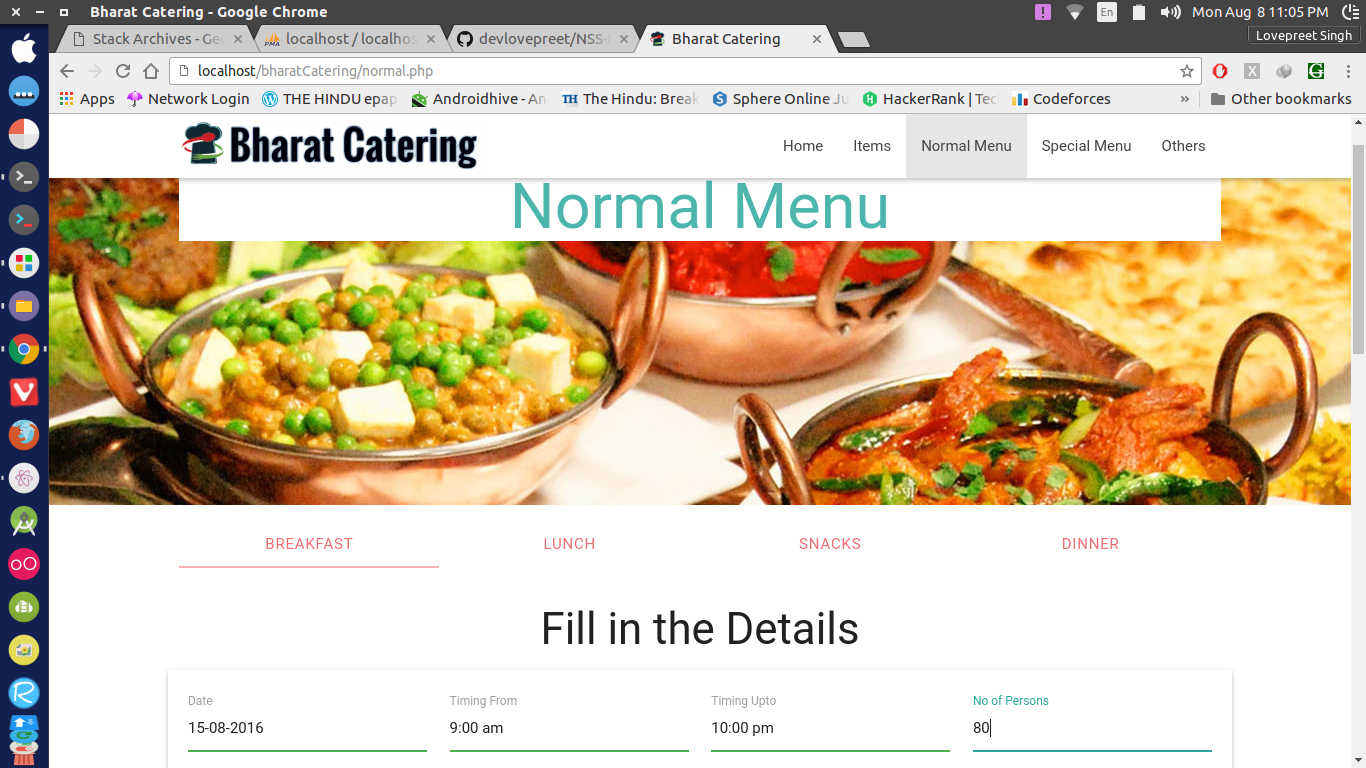 Bharat Catering - Google Chrome
En
Mon Aug 8 11:05 PM
Lovepreet Singh
Stack Archives - Gee
localhost / localhos
devlovepreet/NSS-
Bharat Catering
localhost/bharatCatering/normal.php
Apps
Network Login
THE HINDU epap
Androidhive - An
The Hindu: Break
Sphere Online Ju
HackerRank | Tec
Codeforces
»
Other bookmarks
Bharat Catering
Home Items Normal Menu Special Menu Others
Normal Menu
BREAKFAST LUNCH SNACKS DINNER
Fill in the Details
Date Timing From Timing Upto No of Persons
15-08-2016 9:00 am 10:00 pm 80